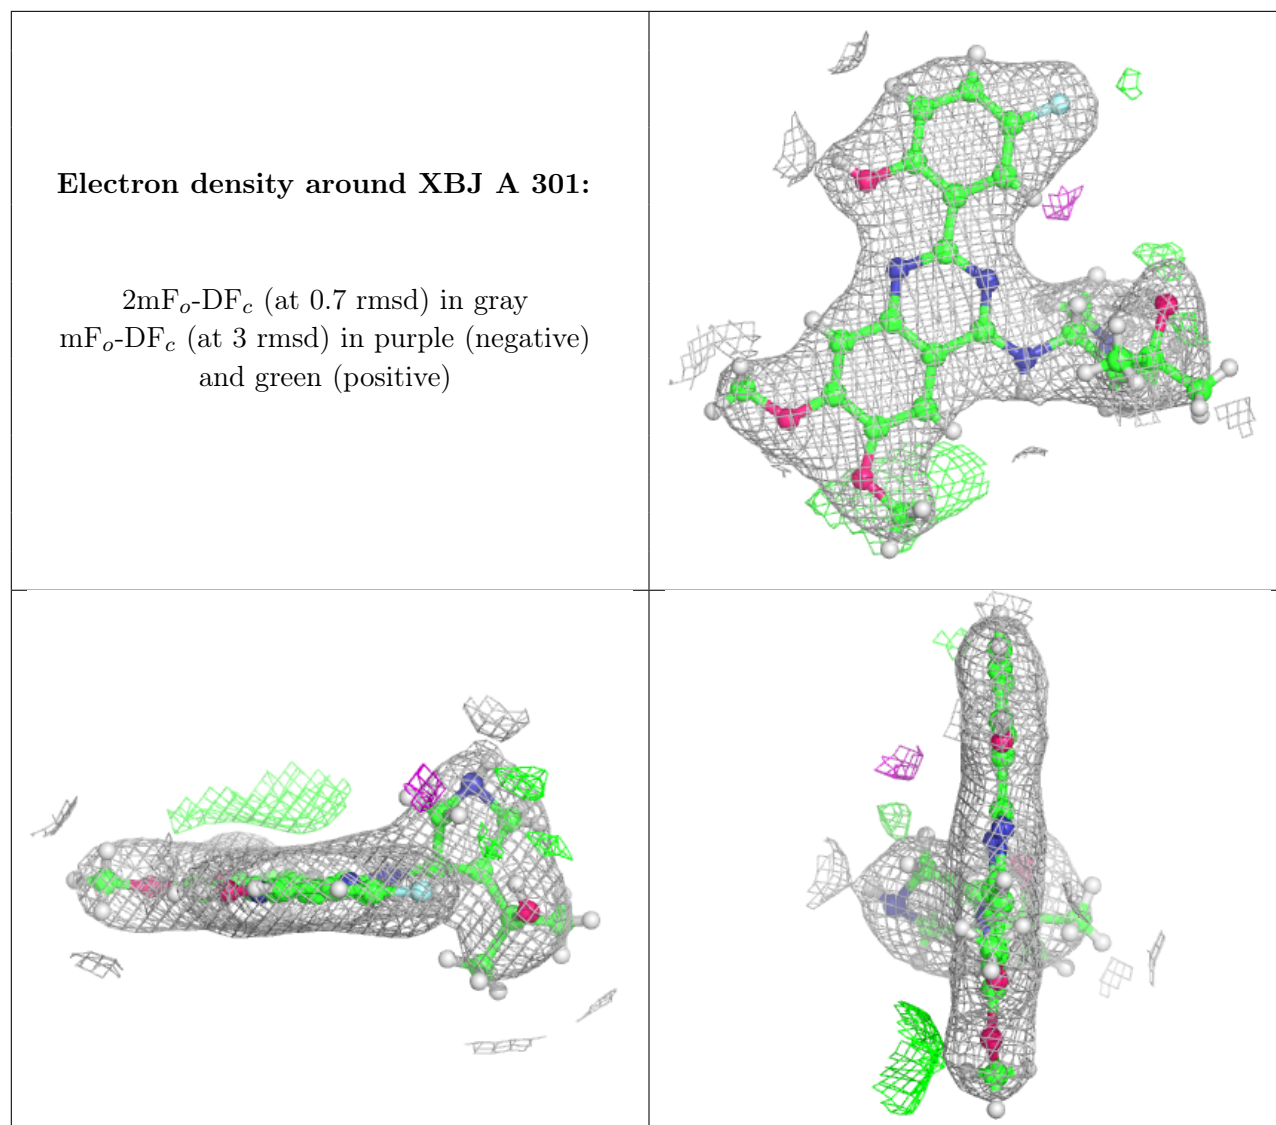 Electron density around XBJ A 301:
2mFo-DFc (at 0.7 rmsd) in gray
mFo-DFc (at 3 rmsd) in purple (negative)
and green (positive)